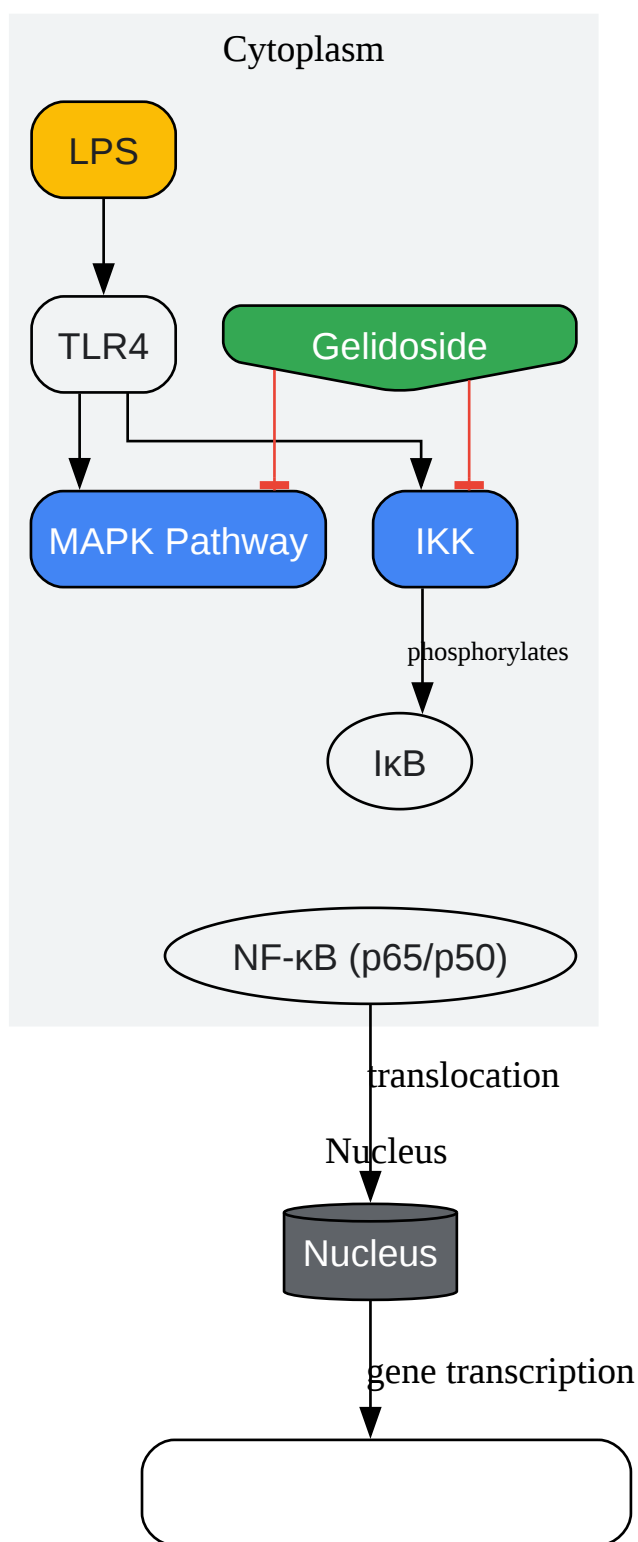 Cytoplasm
LPS
TLR4
Gelidoside
MAPK Pathway
IKK
phosphorylates
IκB
NF-κB (p65/p50)
translocation
Nucleus
Nucleus
gene transcription